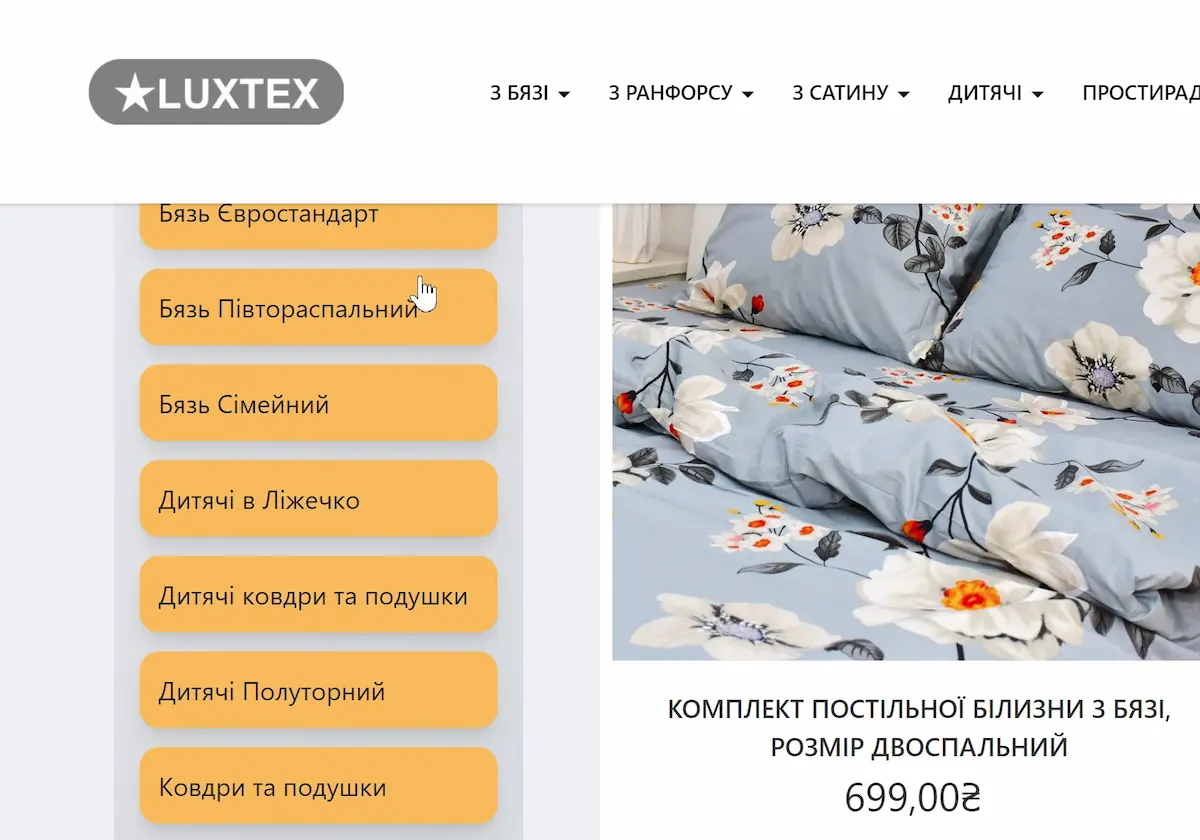 ★LUXTEX
З БЯЗІ
З РАНФОРСУ
З САТИНУ
ДИТЯЧІ
Бязь Євростандарт
Бязь Півтораспальний
Бязь Сімейний
Дитячі в Ліжечко
Дитячі ковдри та подушки
Дитячі Полуторний
Ковдри та подушки
КОМПЛЕКТ ПОСТІЛЬНОЇ БІЛИЗНИ З БЯЗІ,
РОЗМІР ДВОСПАЛЬНИЙ
699,00₴